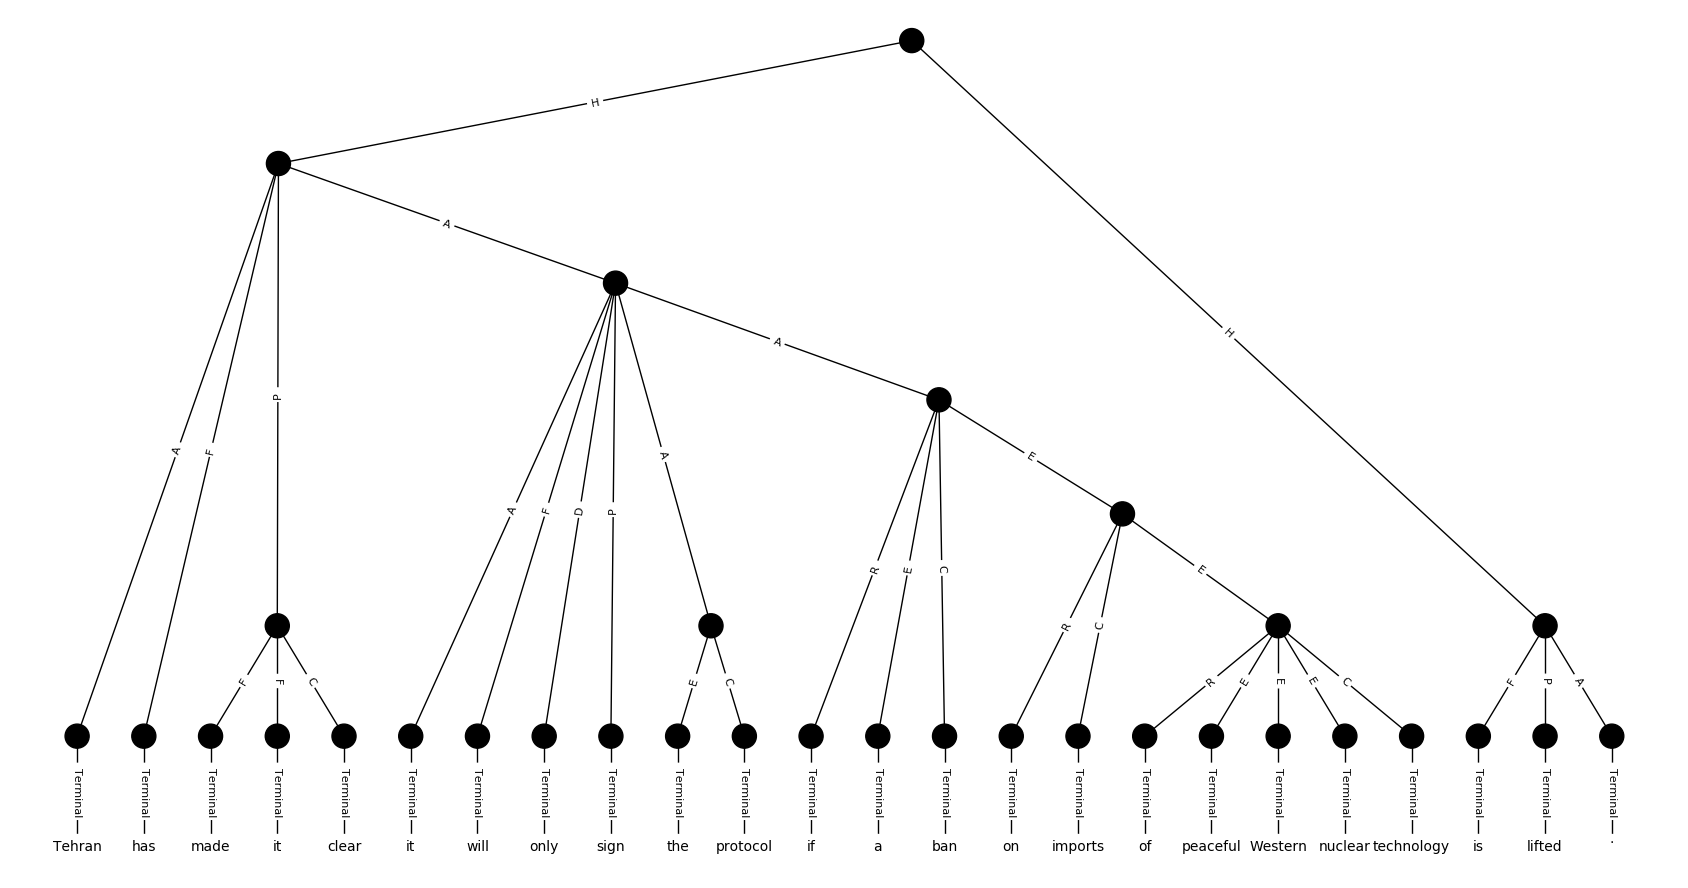 H
A
H
A
P
A F
A
E
A F D P
R E C
E
R C
F F C
E C
R E E E C
F P A
Terminal Terminal Terminal Terminal Terminal Terminal Terminal Terminal Terminal Terminal Terminal Terminal Terminal Terminal Terminal Terminal Terminal Terminal Terminal Terminal Terminal Terminal Terminal Terminal
Tehran has made it clear it will only sign the protocol if a ban on imports of peaceful Western nuclear technology is lifted .